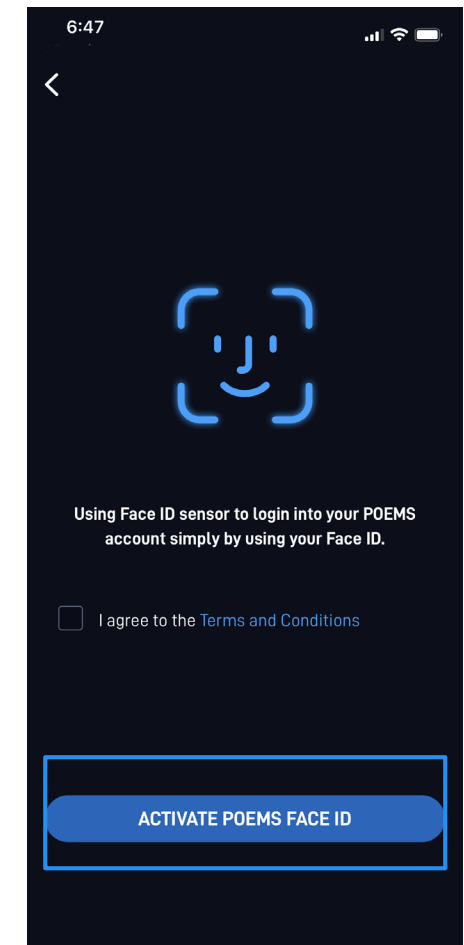 6:47
Using Face ID sensor to login into your POEMS
account simply by using your Face ID.
I agree to the Terms and Conditions
ACTIVATE POEMS FACE ID